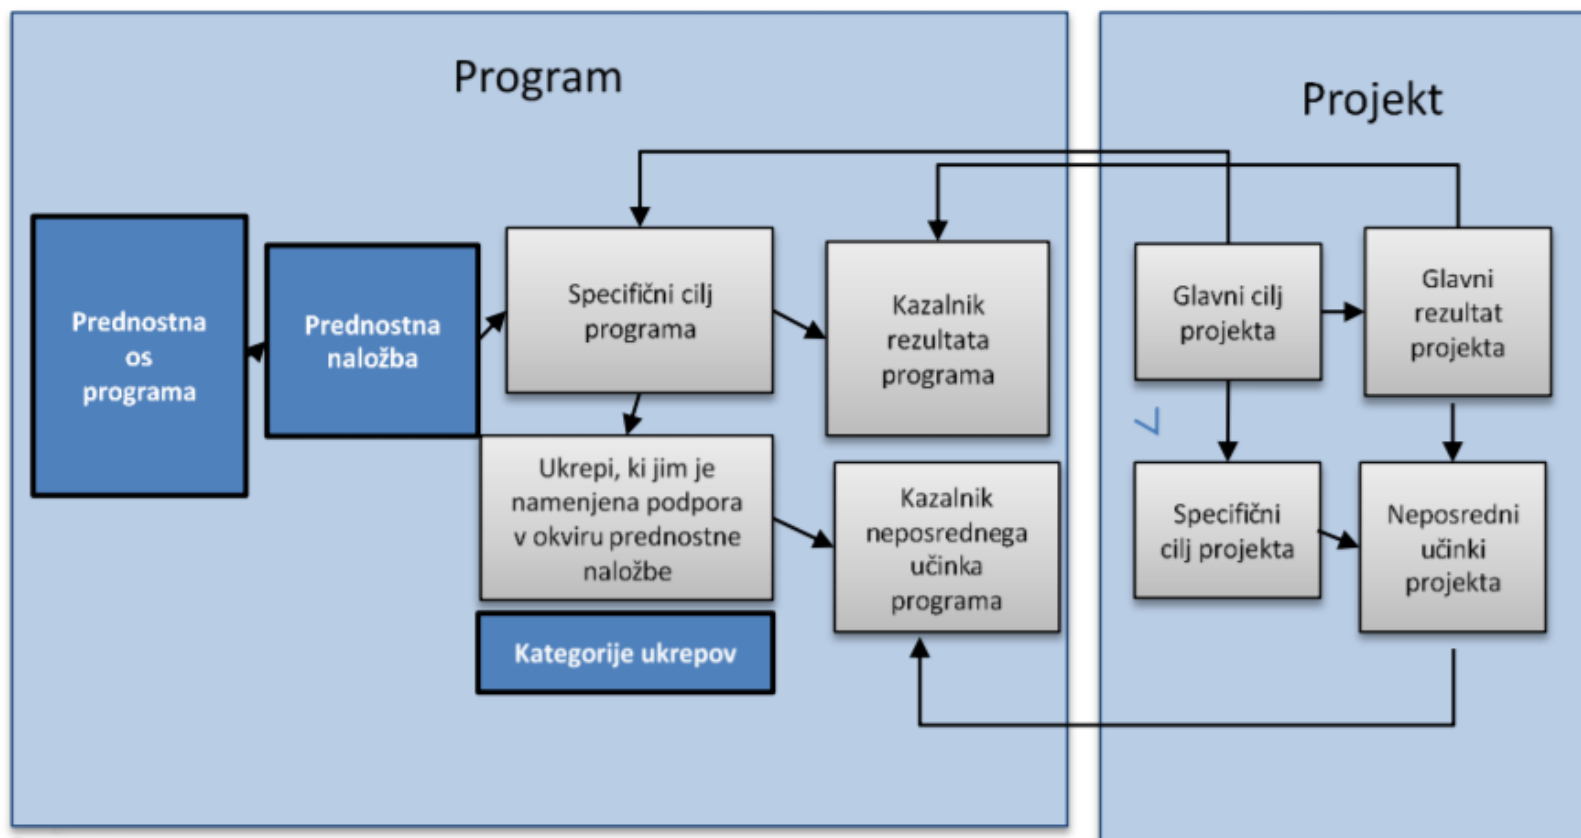 Program
Prednostna
os
programa
Prednostna
naložba
Specifični cilj
programa
Kazalnik
rezultata
programa
Ukrepi, ki jim je
namenjena podpora
v okviru prednostne
naložbe
Kazalnik
neposrednega
učinka
programa
Kategorije ukrepov
Projekt
Glavni cilj
projekta
Glavni
rezultat
projekta
Specifični
cilj projekta
Neposredni
učinki
projekta